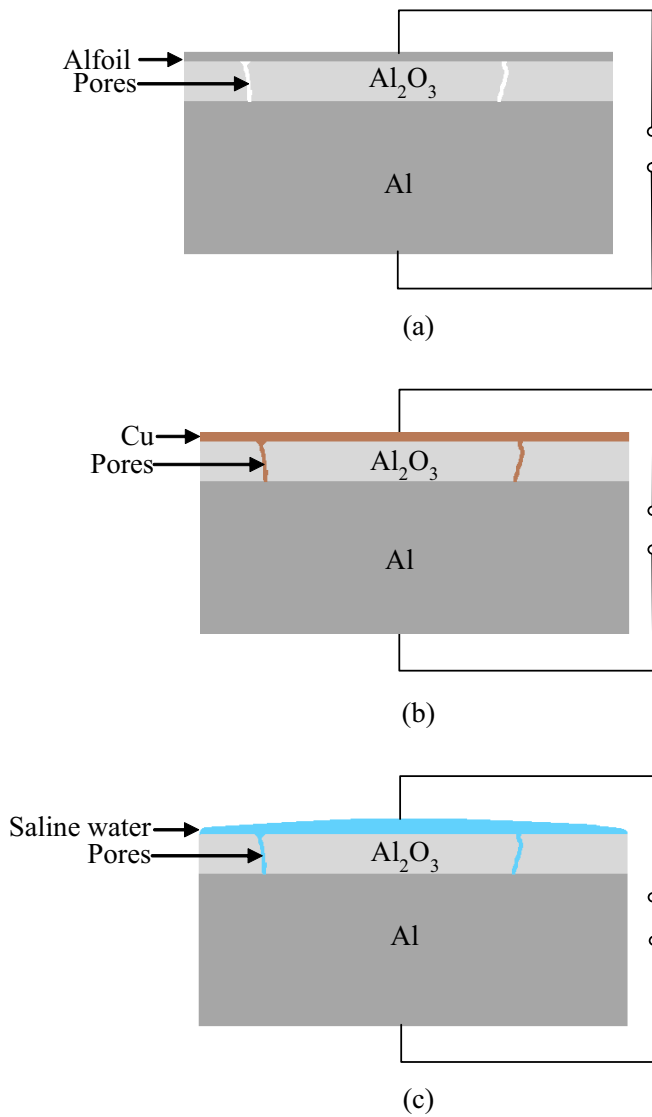 Alfoil
Pores
Al₂O₃
Al
(a)
Cu
Pores
Al₂O₃
Al
(b)
Saline water
Pores
Al₂O₃
Al
(c)